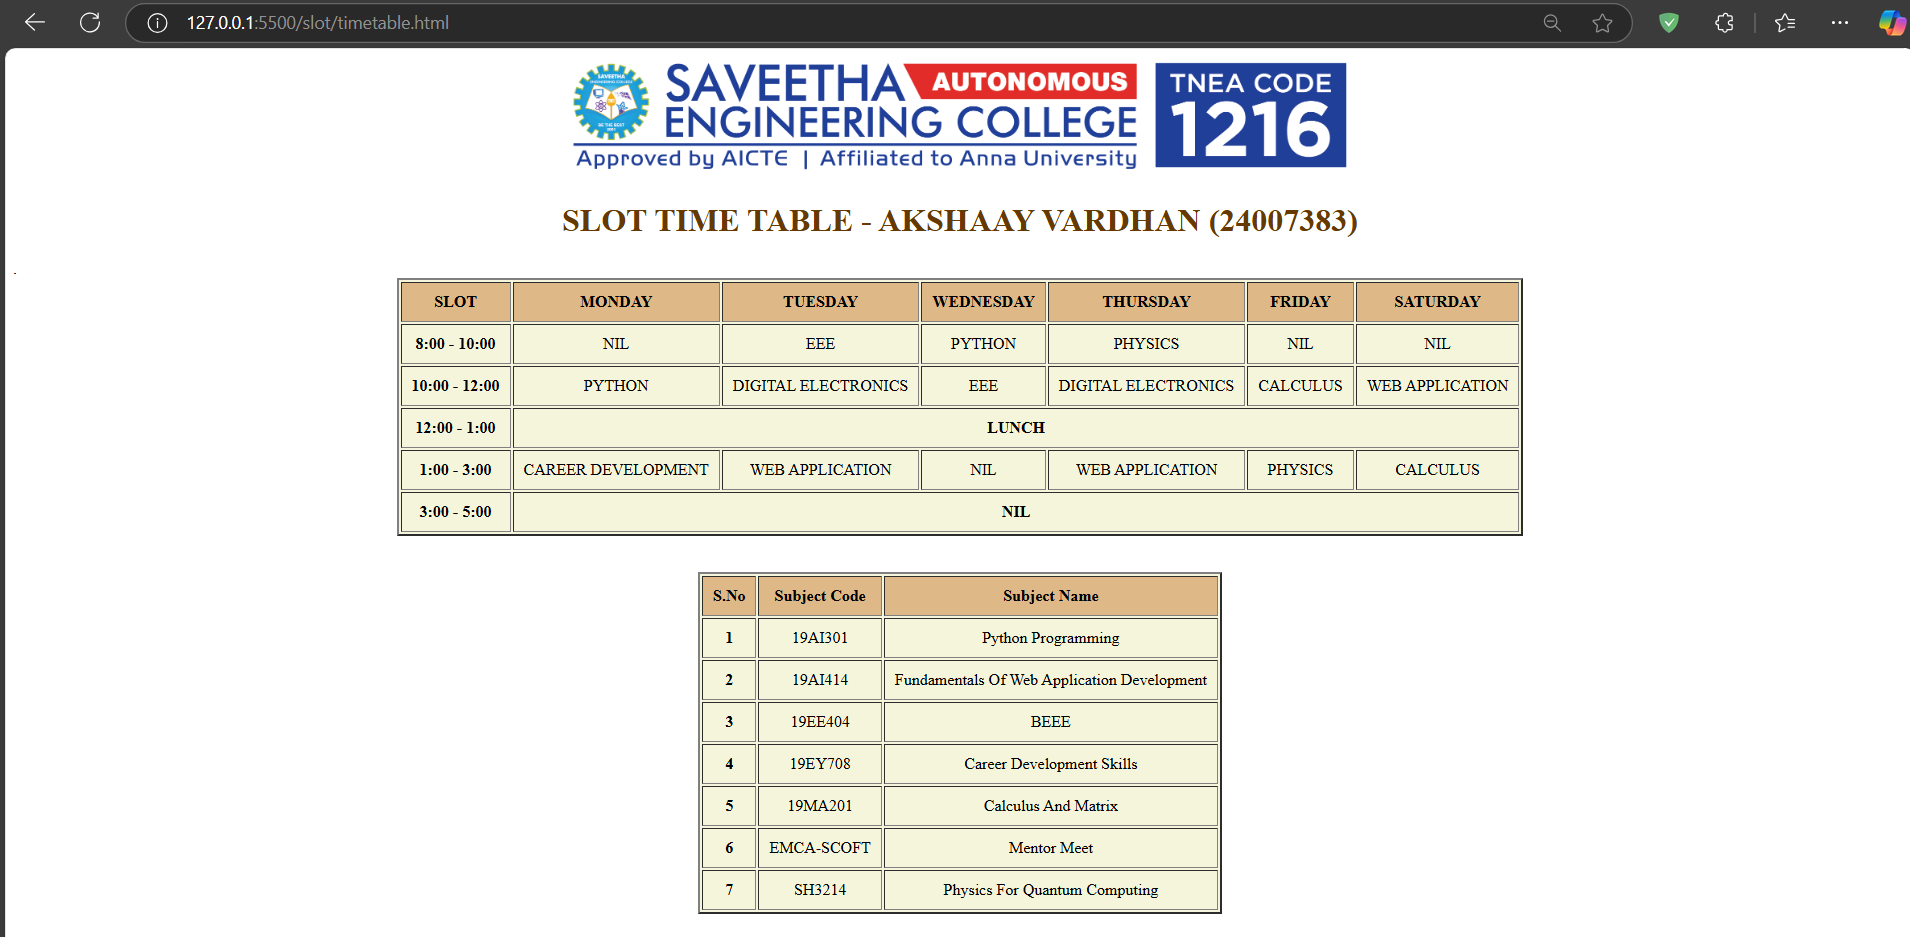 127.0.0.1:5500/slot/timetable.html
SAVEETHA AUTONOMOUS
ENGINEERING COLLEGE
Approved by AICTE | Affiliated to Anna University
TNEA CODE
1216
SLOT TIME TABLE - AKSHAAY VARDHAN (24007383)
.
SLOT MONDAY TUESDAY WEDNESDAY THURSDAY FRIDAY SATURDAY
8:00 - 10:00 NIL EEE PYTHON PHYSICS NIL NIL
10:00 - 12:00 PYTHON DIGITAL ELECTRONICS EEE DIGITAL ELECTRONICS CALCULUS WEB APPLICATION
12:00 - 1:00 LUNCH
1:00 - 3:00 CAREER DEVELOPMENT WEB APPLICATION NIL WEB APPLICATION PHYSICS CALCULUS
3:00 - 5:00 NIL
S.No Subject Code Subject Name
1 19AI301 Python Programming
2 19AI414 Fundamentals Of Web Application Development
3 19EE404 BEEE
4 19EY708 Career Development Skills
5 19MA201 Calculus And Matrix
6 EMCA-SCOFT Mentor Meet
7 SH3214 Physics For Quantum Computing